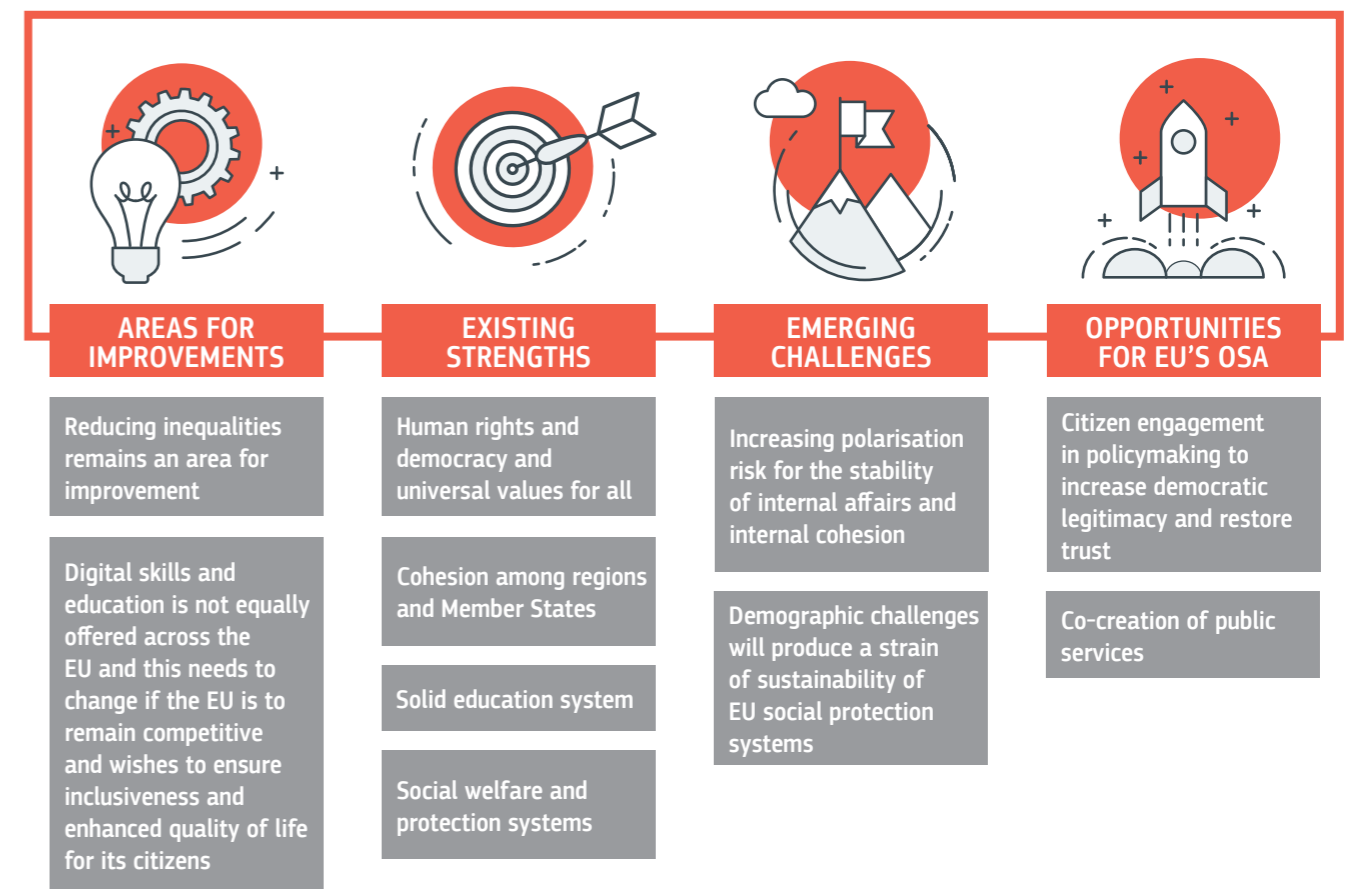 AREAS FOR
IMPROVEMENTS
Reducing inequalities
remains an area for
improvement
Digital skills and
education is not equally
offered across the
EU and this needs to
change if the EU is to
remain competitive
and wishes to ensure
inclusiveness and
enhanced quality of life
for its citizens
EXISTING
STRENGTHS
Human rights and
democracy and
universal values for all
Cohesion among regions
and Member States
Solid education system
Social welfare and
protection systems
EMERGING
CHALLENGES
Increasing polarisation
risk for the stability
of internal affairs and
internal cohesion
Demographic challenges
will produce a strain
of sustainability of
EU social protection
systems
OPPORTUNITIES
FOR EU'S OSA
Citizen engagement
in policymaking to
increase democratic
legitimacy and restore
trust
Co-creation of public
services